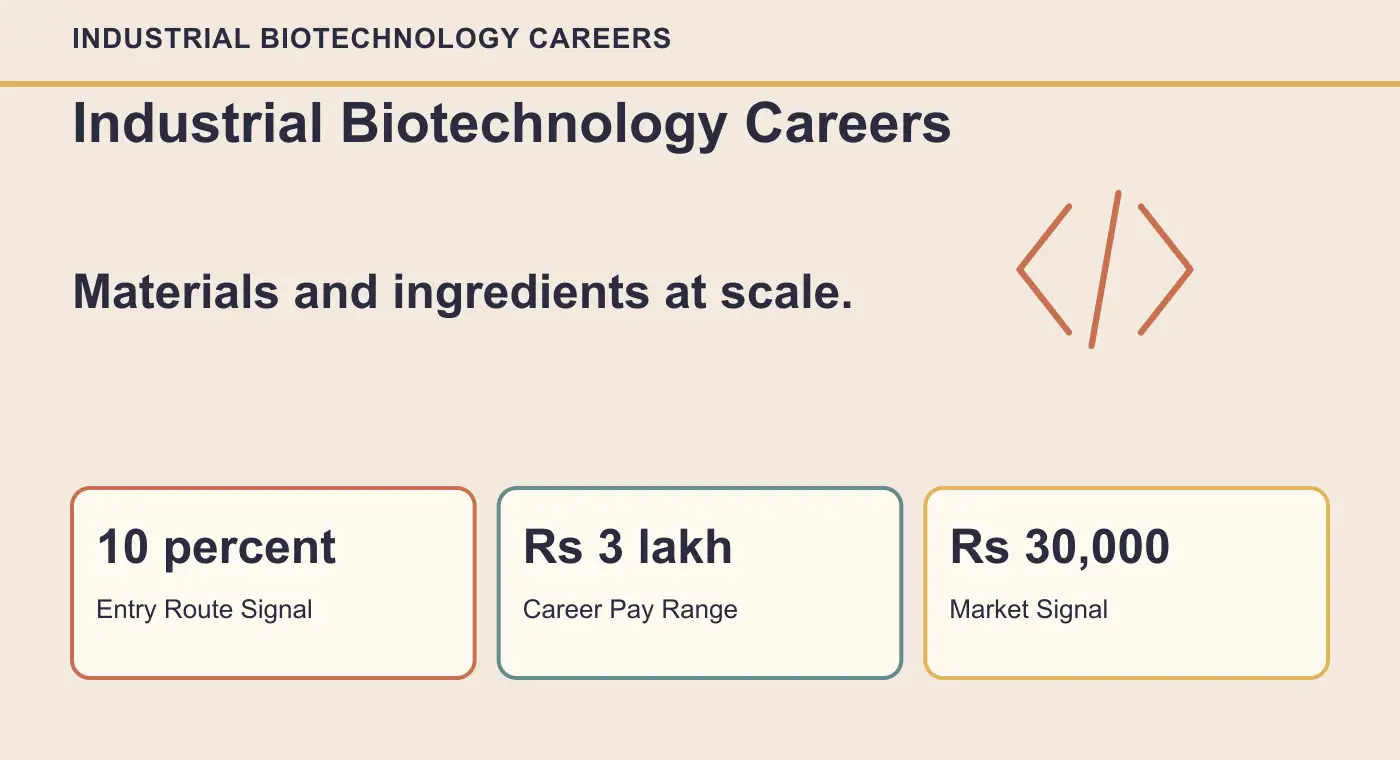 INDUSTRIAL BIOTECHNOLOGY CAREERS
Industrial Biotechnology Careers
Materials and ingredients at scale.
10 percent
Entry Route Signal
Rs 3 lakh
Career Pay Range
Rs 30,000
Market Signal